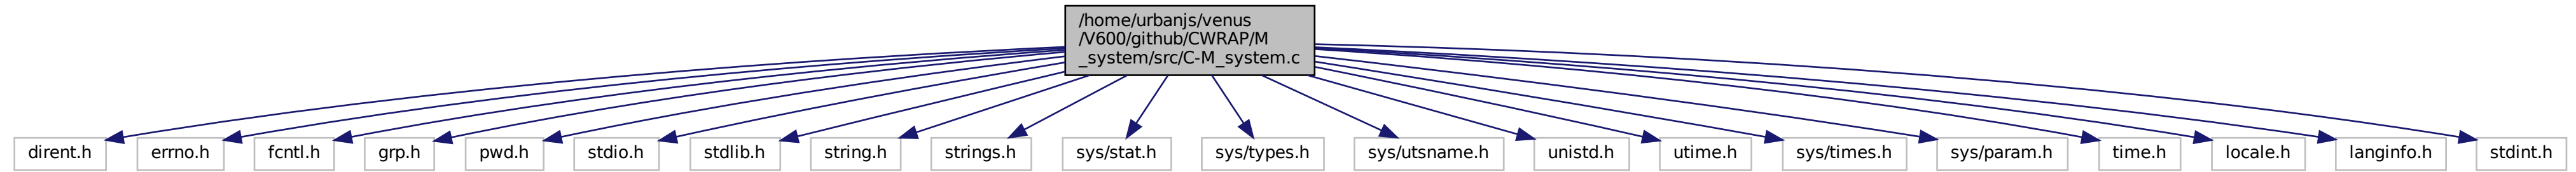 /home/urbanjs/venus
/V600/github/CWRAP/M
_system/src/C-M_system.c
dirent.h
errno.h
fcntl.h
grp.h
pwd.h
stdio.h
stdlib.h
string.h
strings.h
sys/stat.h
sys/types.h
sys/utsname.h
unistd.h
utime.h
sys/times.h
sys/param.h
time.h
locale.h
langinfo.h
stdint.h